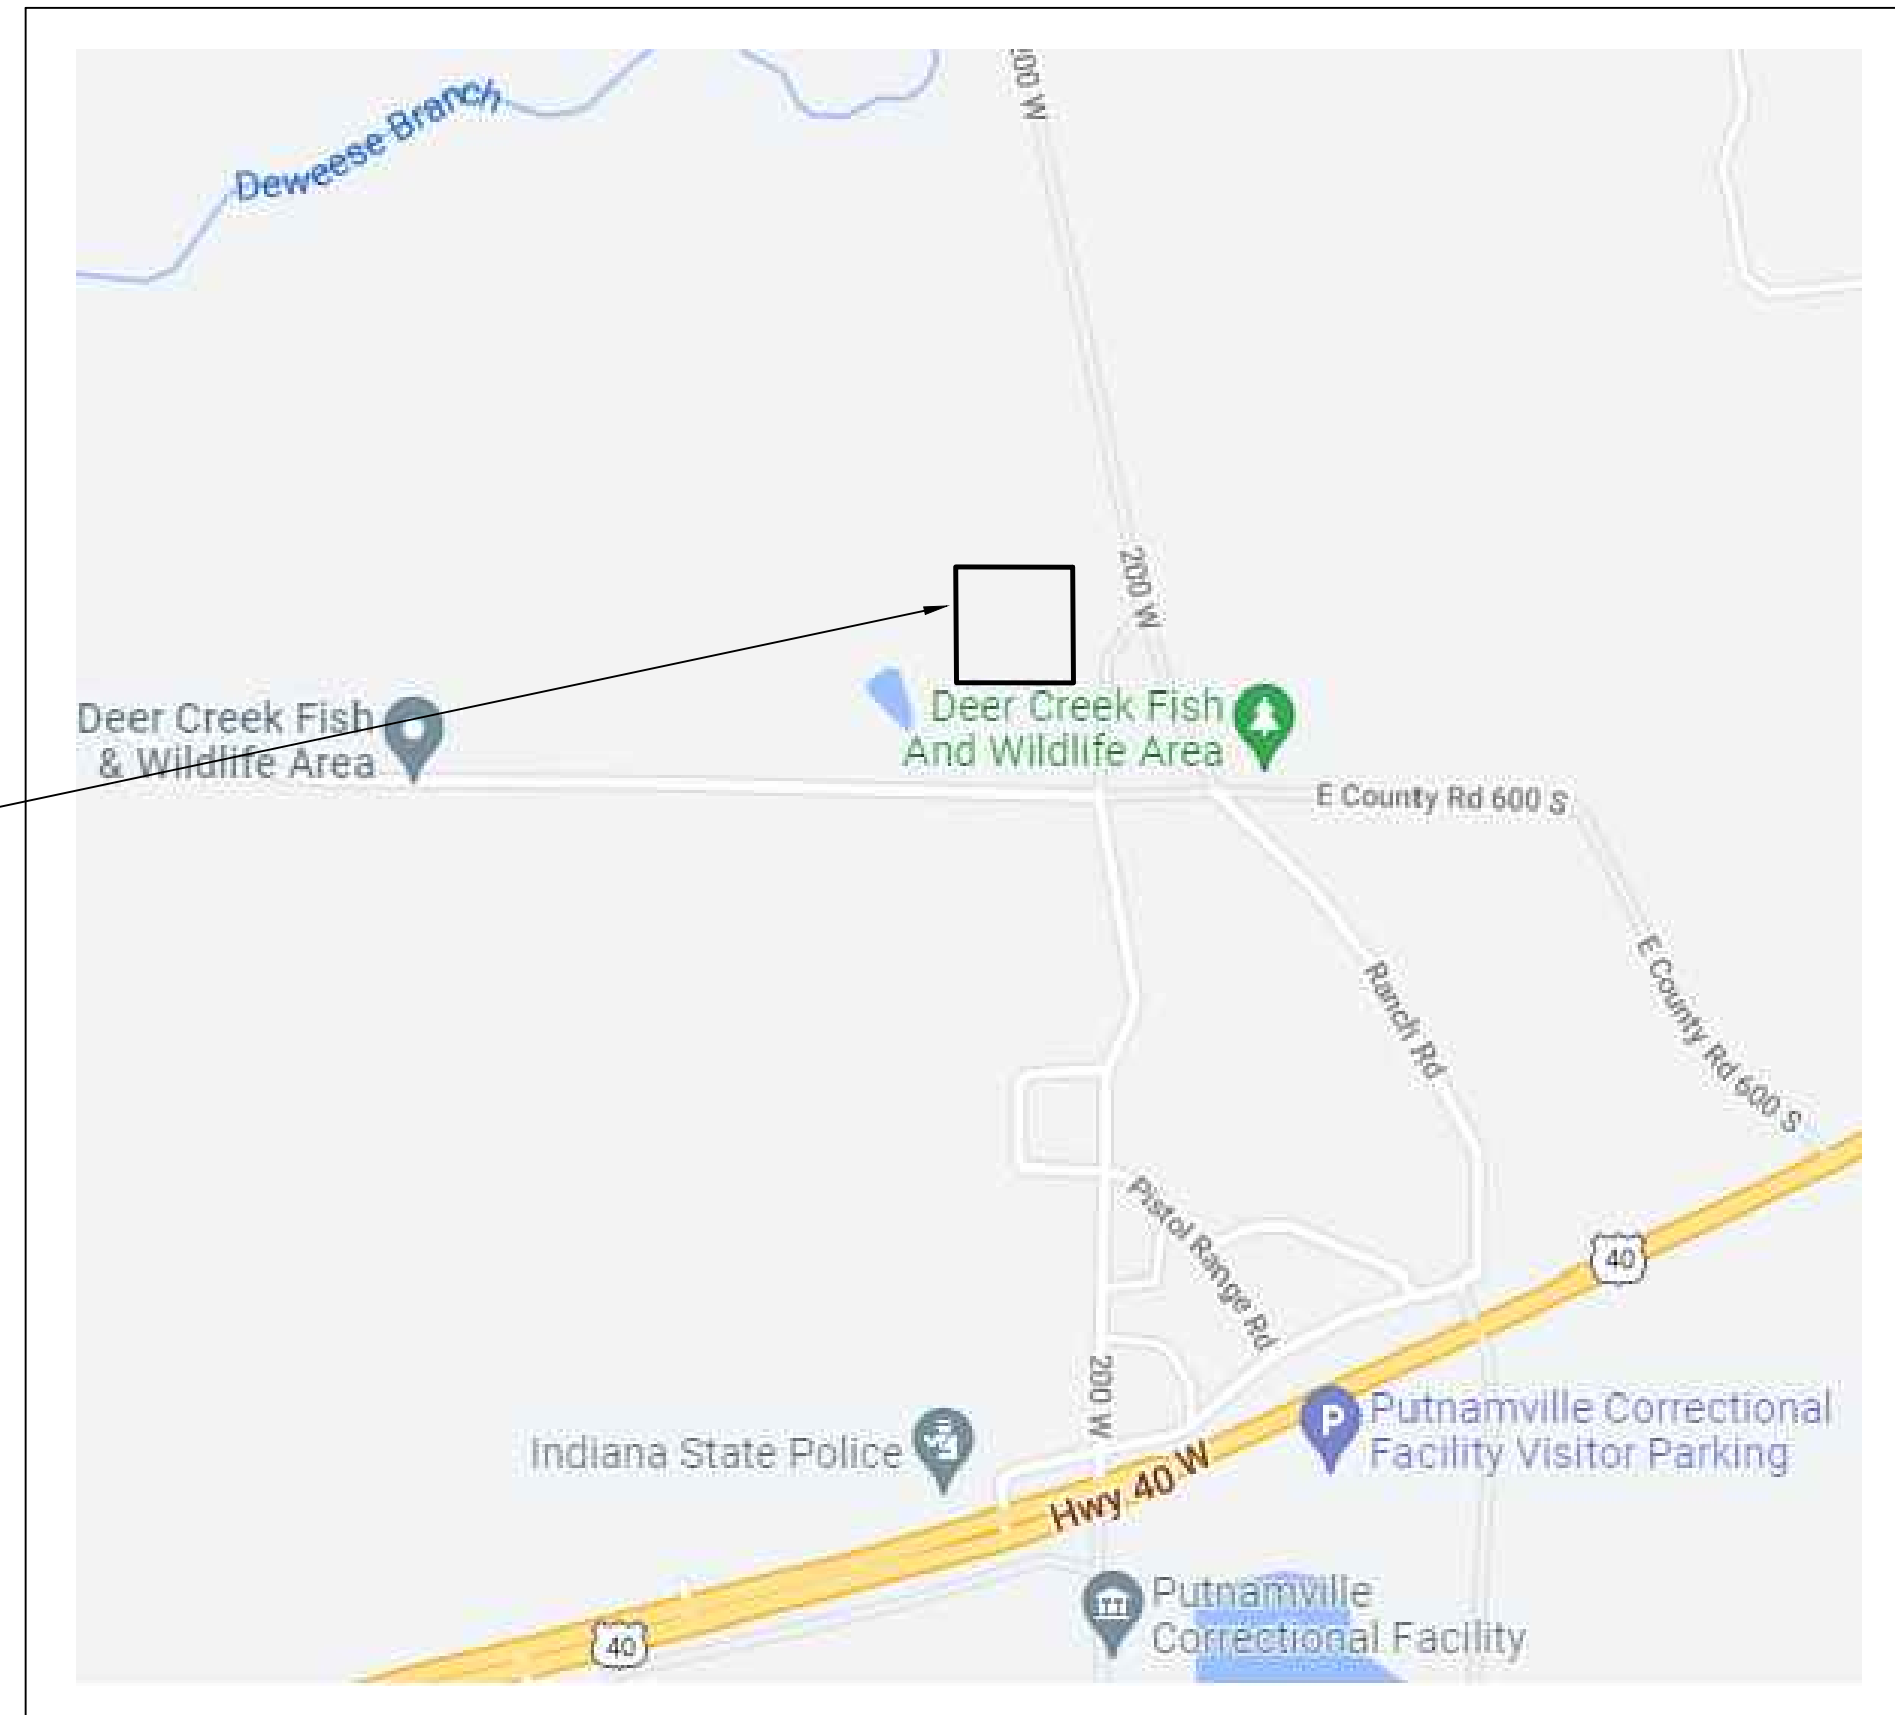 00 W
Deweese Branch
200 W
Deer Creek Fish
& Wildlife Area
Deer Creek Fish
And Wildlife Area
E County Rd 600 S
E County Rd 600 S
Ranch Rd
Pistol Range Rd
40
200 W
Putnamville Correctional
Facility Visitor Parking
Indiana State Police
Hwy 40 W
Putnamville
Correctional Facility
40